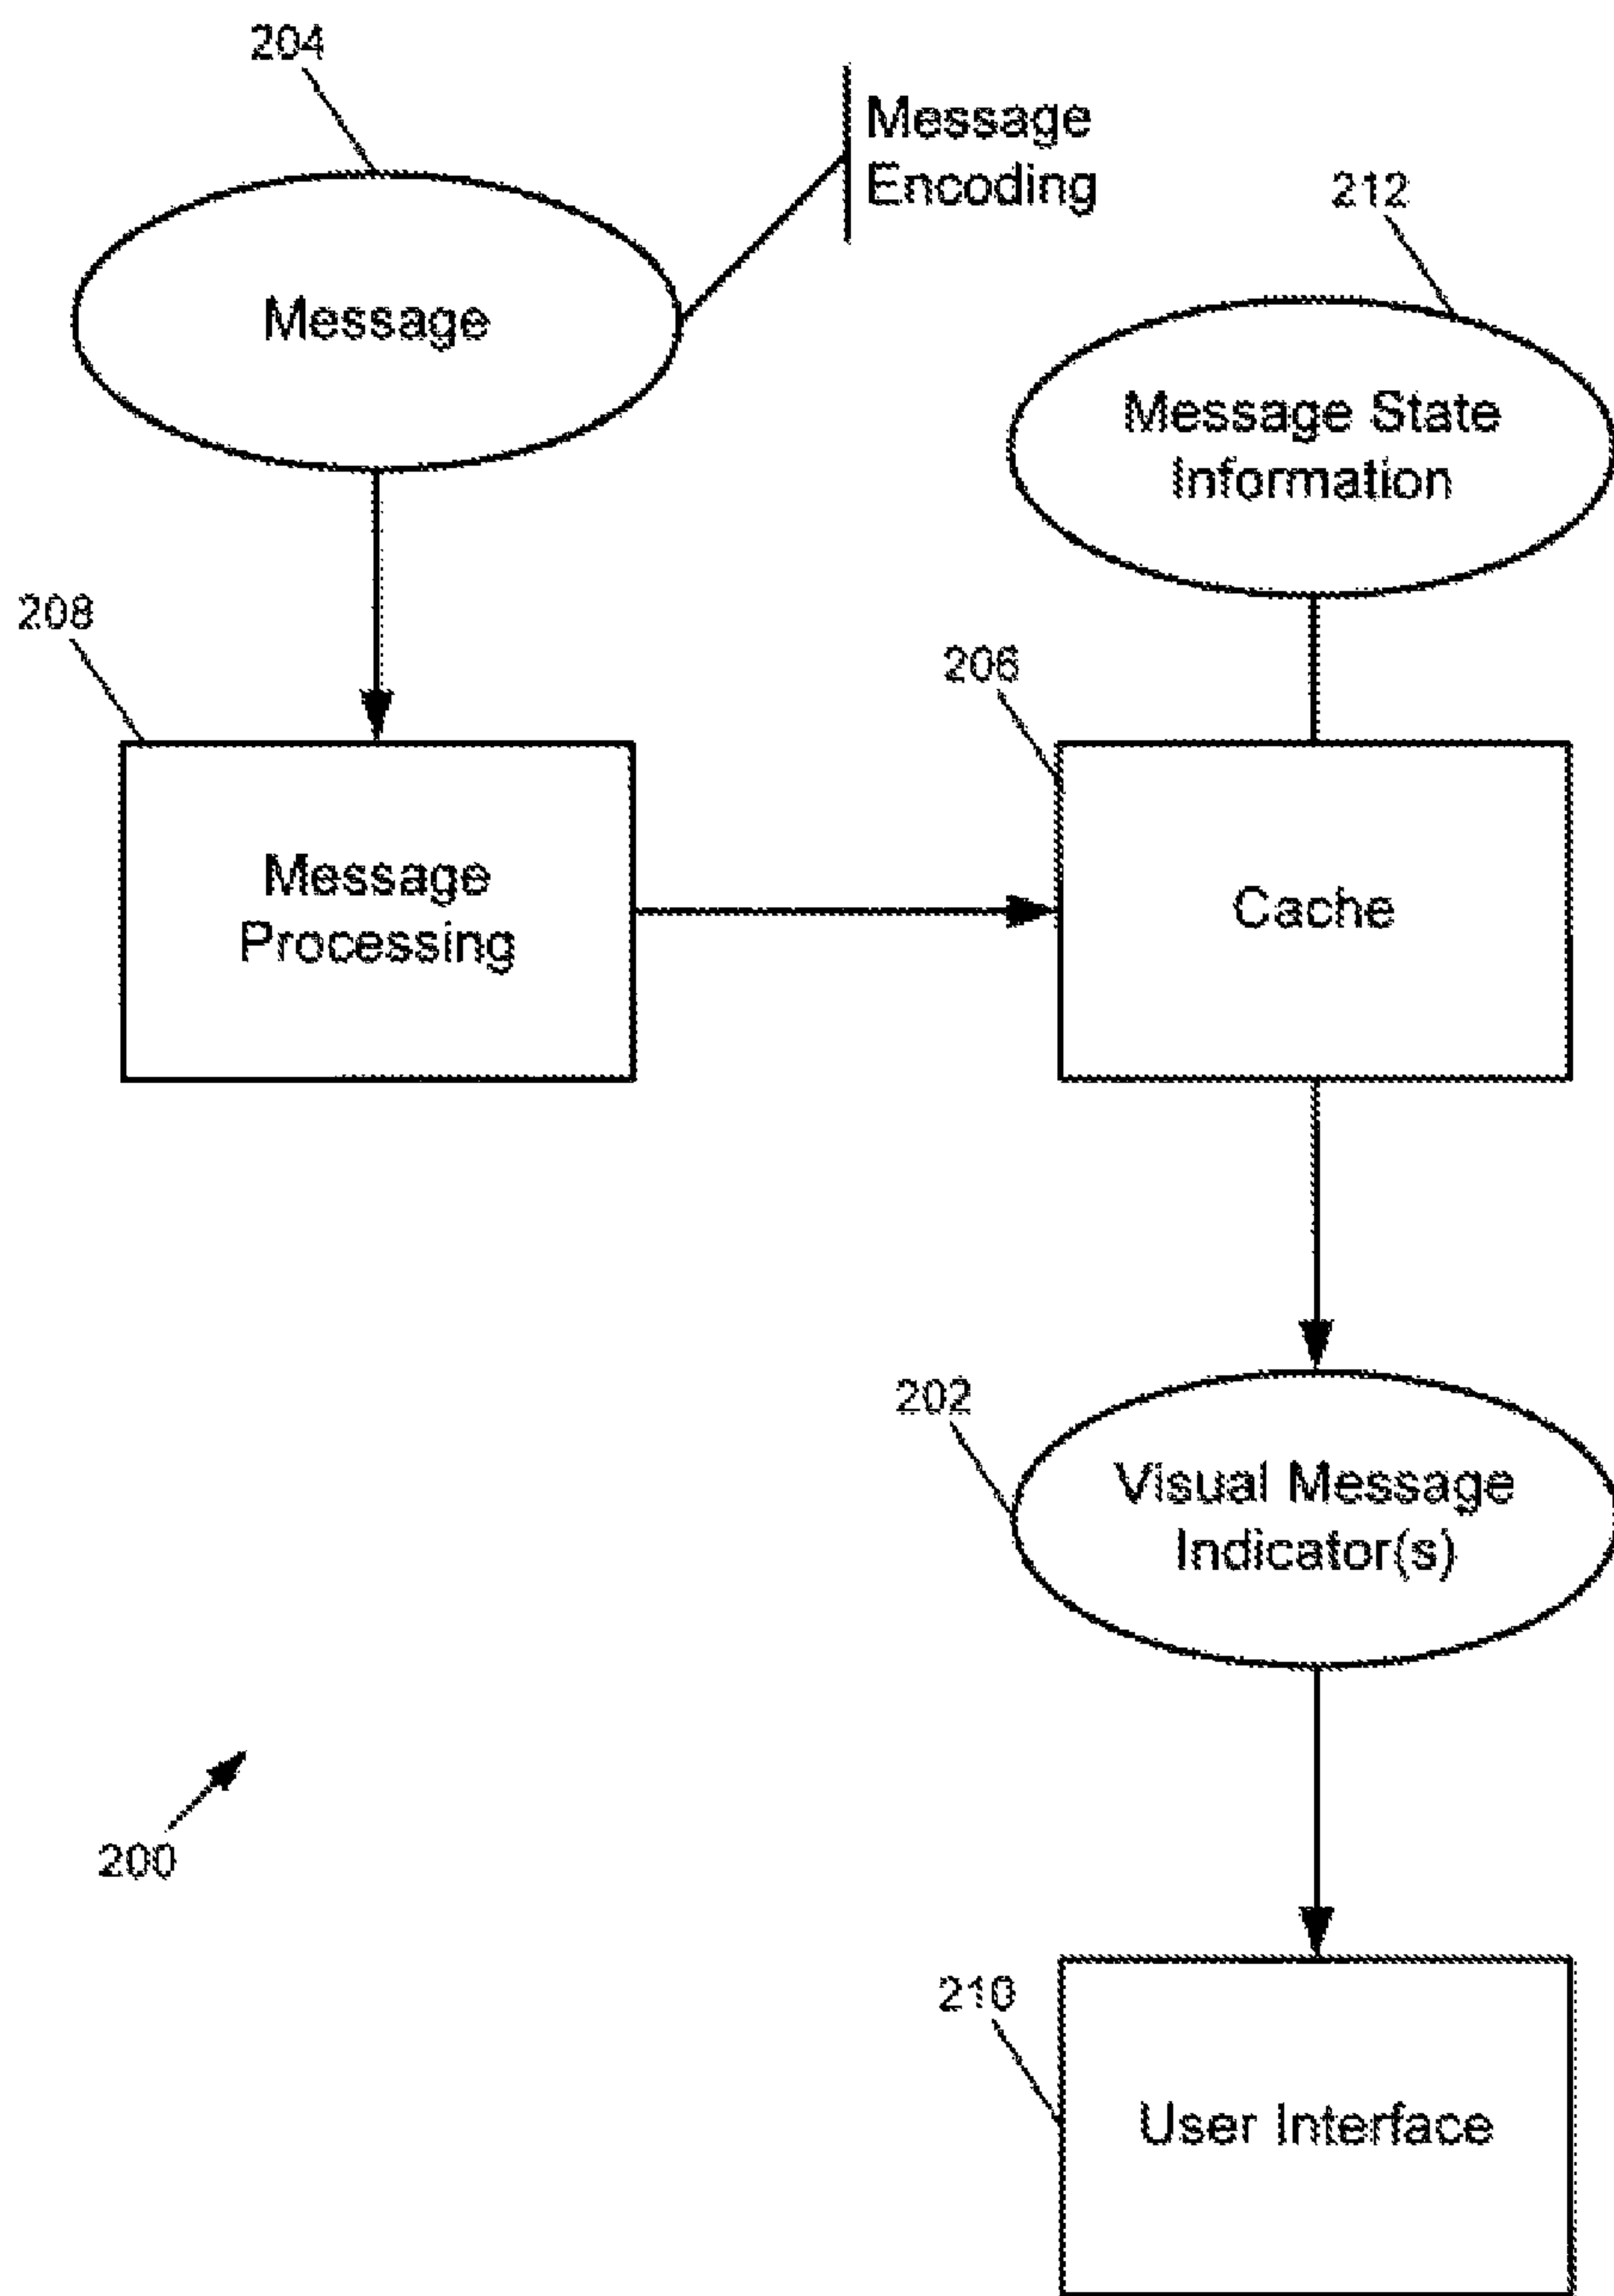 204
Message
Encoding
212
Message
Message State
Information
208
206
Message
Processing
Cache
202
Visual Message
Indicator(s)
200
210
User Interface